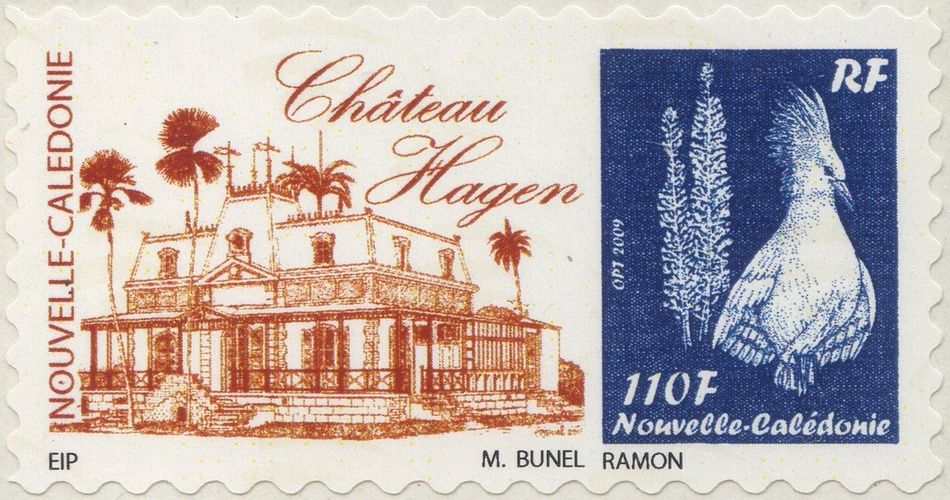 NOUVELLE-CALEDONIE
Château
Hagen
RF
OPT 2009
110F
Nouvelle-Calédonie
EIP
M. BUNEL RAMON